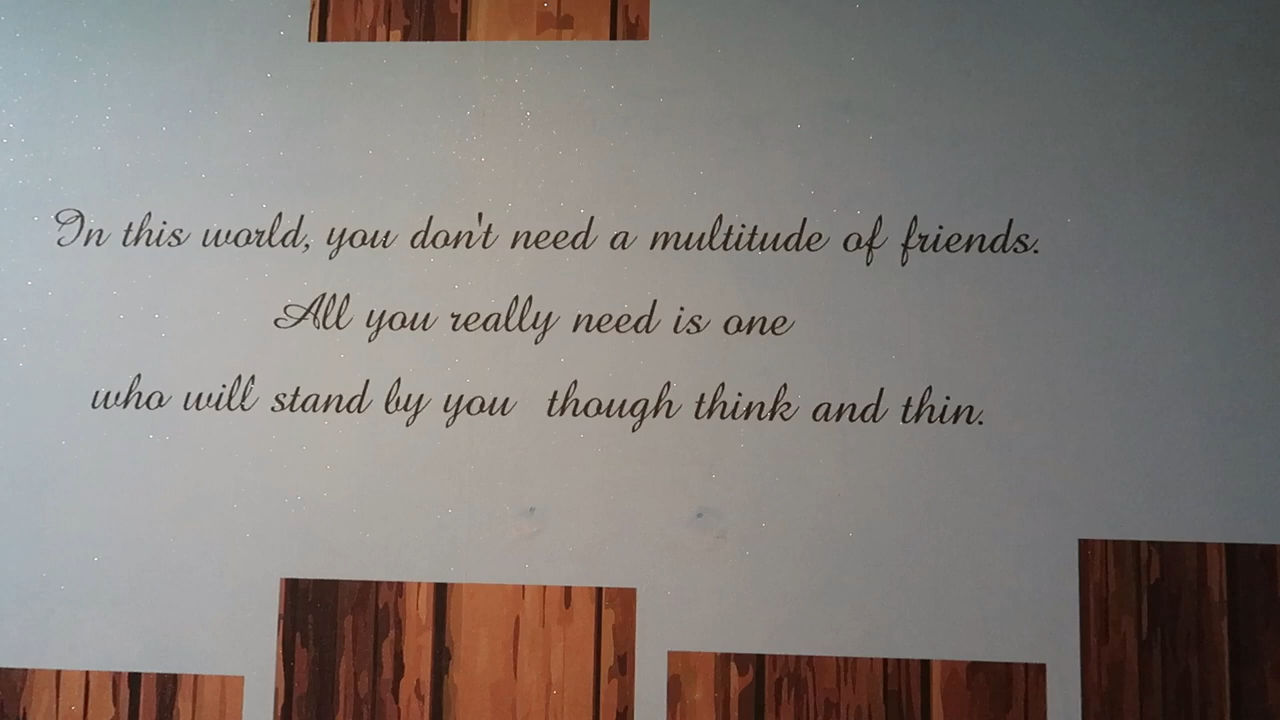 In this world, you don't need a multitude of friends.
All you really need is one
who will stand by you though think and thin.